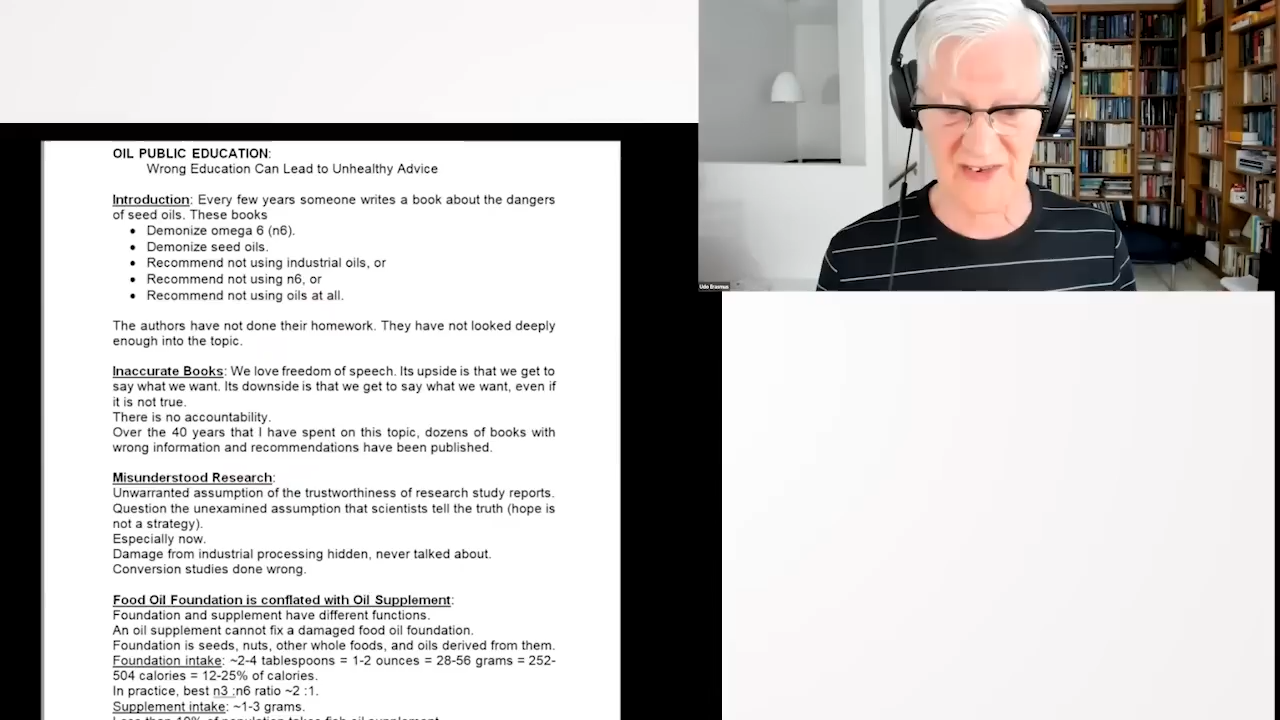 OIL PUBLIC EDUCATION:
Wrong Education Can Lead to Unhealthy Advice
Introduction: Every few years someone writes a book about the dangers
of seed oils. These books
• Demonize omega 6 (n6).
• Demonize seed oils.
• Recommend not using industrial oils, or
• Recommend not using n6, or
• Recommend not using oils at all.
The authors have not done their homework. They have not looked deeply
enough into the topic.
Inaccurate Books: We love freedom of speech. Its upside is that we get to
say what we want. Its downside is that we get to say what we want, even if
it is not true.
There is no accountability.
Over the 40 years that I have spent on this topic, dozens of books with
wrong information and recommendations have been published.
Misunderstood Research:
Unwarranted assumption of the trustworthiness of research study reports.
Question the unexamined assumption that scientists tell the truth (hope is
not a strategy).
Especially now.
Damage from industrial processing hidden, never talked about.
Conversion studies done wrong.
Food Oil Foundation is conflated with Oil Supplement:
Foundation and supplement have different functions.
An oil supplement cannot fix a damaged food oil foundation.
Foundation is seeds, nuts, other whole foods, and oils derived from them.
Foundation intake: ~2-4 tablespoons = 1-2 ounces = 28-56 grams = 252-
504 calories = 12-25% of calories.
In practice, best n3 :n6 ratio ~2 :1.
Supplement intake: ~1-3 grams.
Less than 10% of population takes fish oil supplement
Udo Erasmus